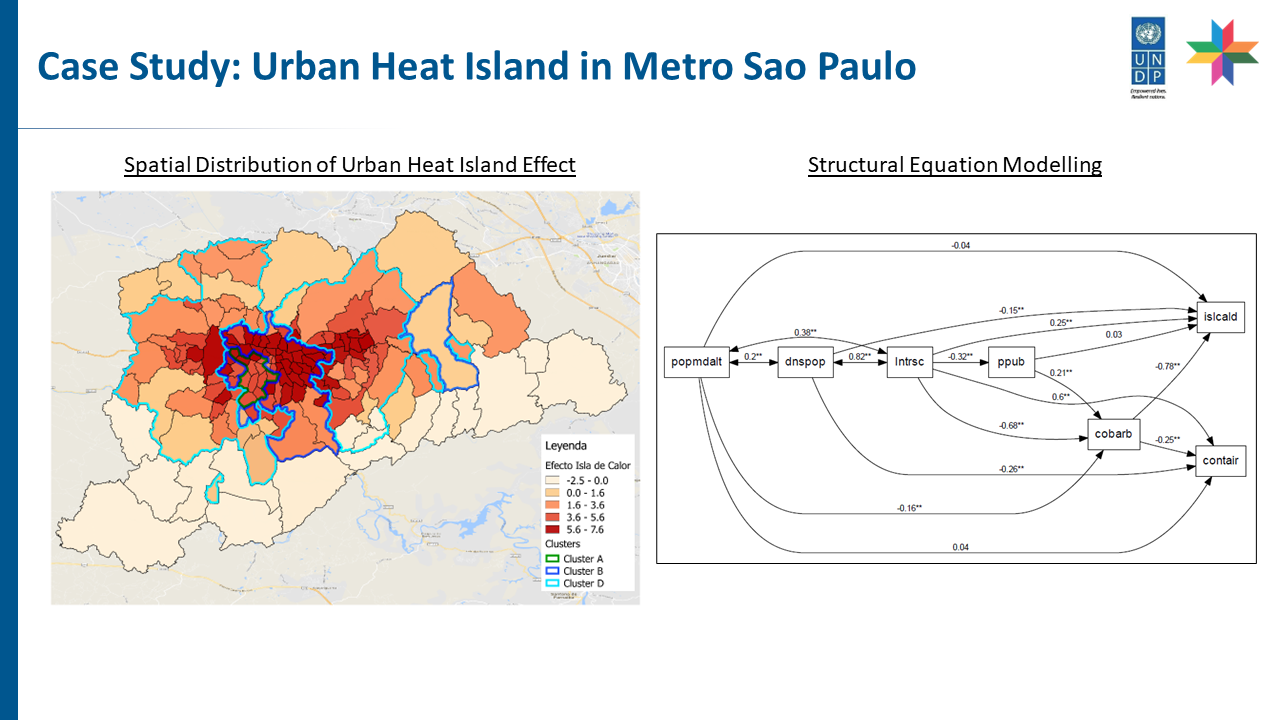 Case Study: Urban Heat Island in Metro Sao Paulo
U N
D P
Empowered lives.
Resilient nations.
Spatial Distribution of Urban Heat Island Effect
Structural Equation Modelling
Leyenda
Efecto Isla de Calor
-2.5 - 0.0
0.0 - 1.6
1.6 - 3.6
3.6 - 5.6
5.6 - 7.6
Clusters
Cluster A
Cluster B
Cluster D
-0.04
-0.15**
0.25**
0.03
islcald
0.38**
popmdalt
0.2**
dnspop
0.82**
Intrsc
-0.32**
ppub
0.21**
-0.78**
0.6**
-0.68**
cobarb
-0.25**
contair
-0.26**
-0.16**
0.04